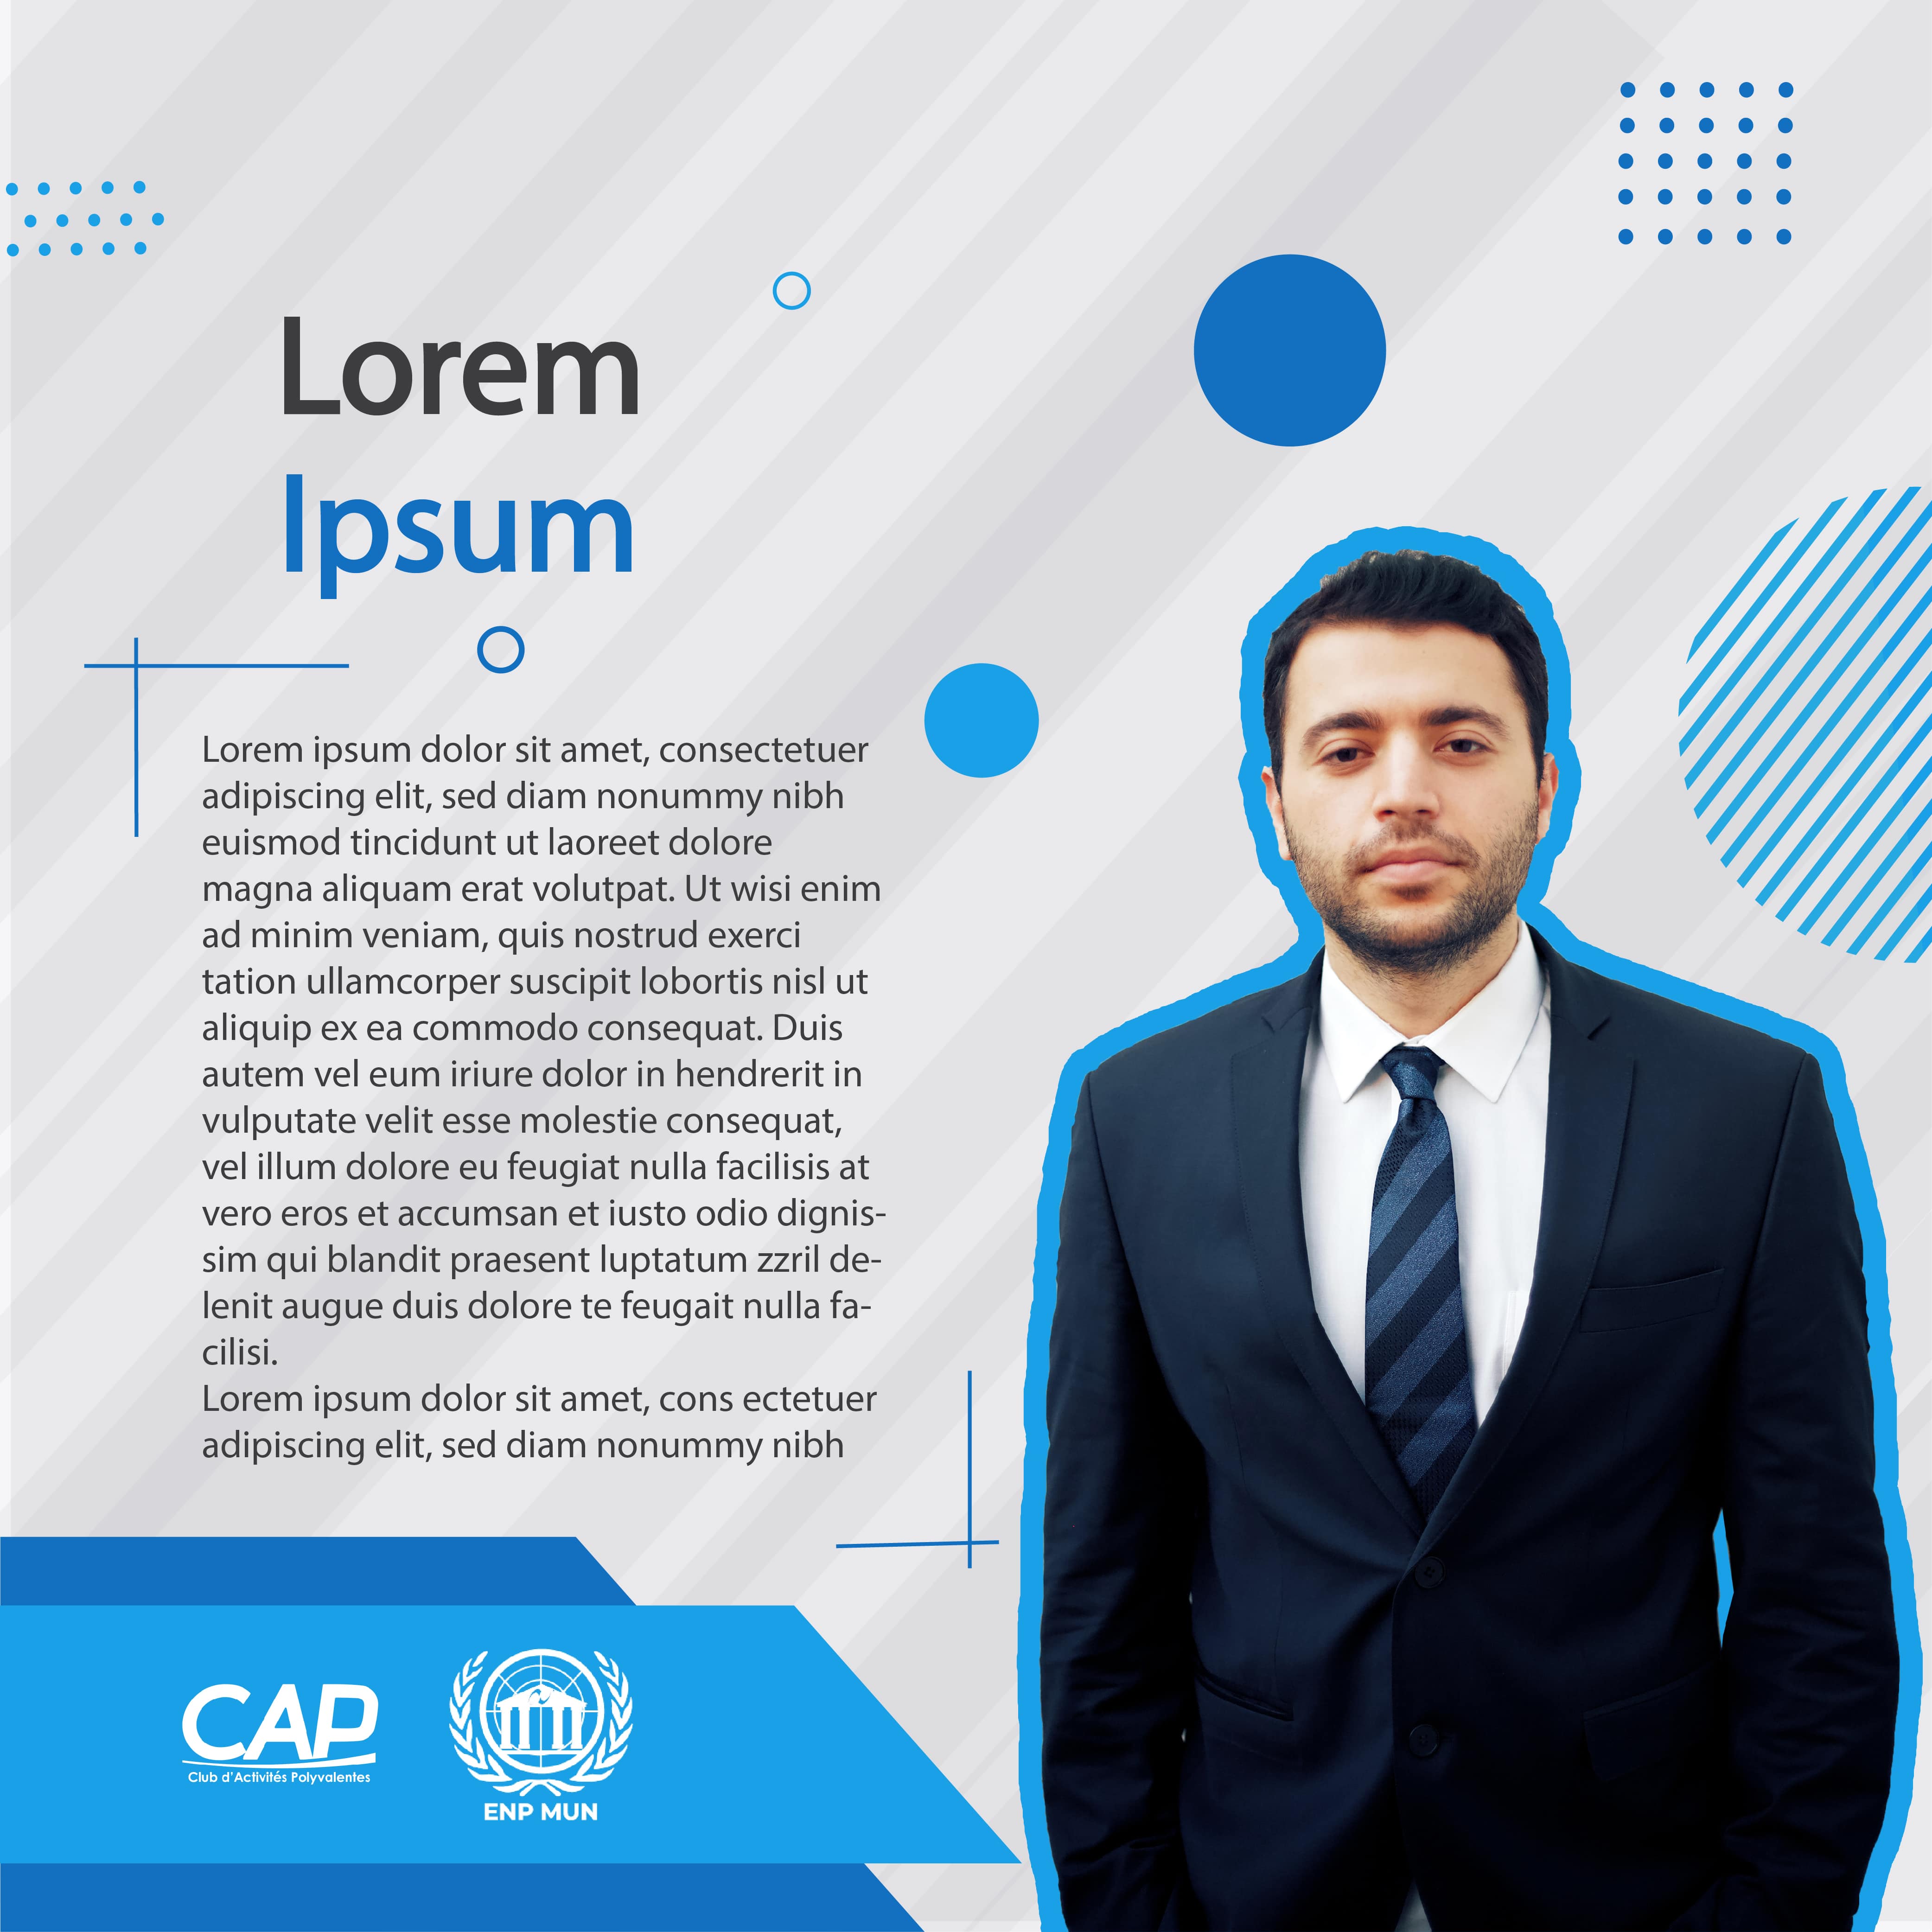 Lorem
Ipsum
Lorem ipsum dolor sit amet, consectetuer
adipiscing elit, sed diam nonummy nibh
euismod tincidunt ut laoreet dolore
magna aliquam erat volutpat. Ut wisi enim
ad minim veniam, quis nostrud exerci
tation ullamcorper suscipit lobortis nisl ut
aliquip ex ea commodo consequat. Duis
autem vel eum iriure dolor in hendrerit in
vulputate velit esse molestie consequat,
vel illum dolore eu feugiat nulla facilisis at
vero eros et accumsan et iusto odio dignis-
sim qui blandit praesent luptatum zzril de-
lenit augue duis dolore te feugait nulla fa-
cilisi.
Lorem ipsum dolor sit amet, cons ectetuer
adipiscing elit, sed diam nonummy nibh
CAP
Club d'Activités Polyvalentes
ENP MUN